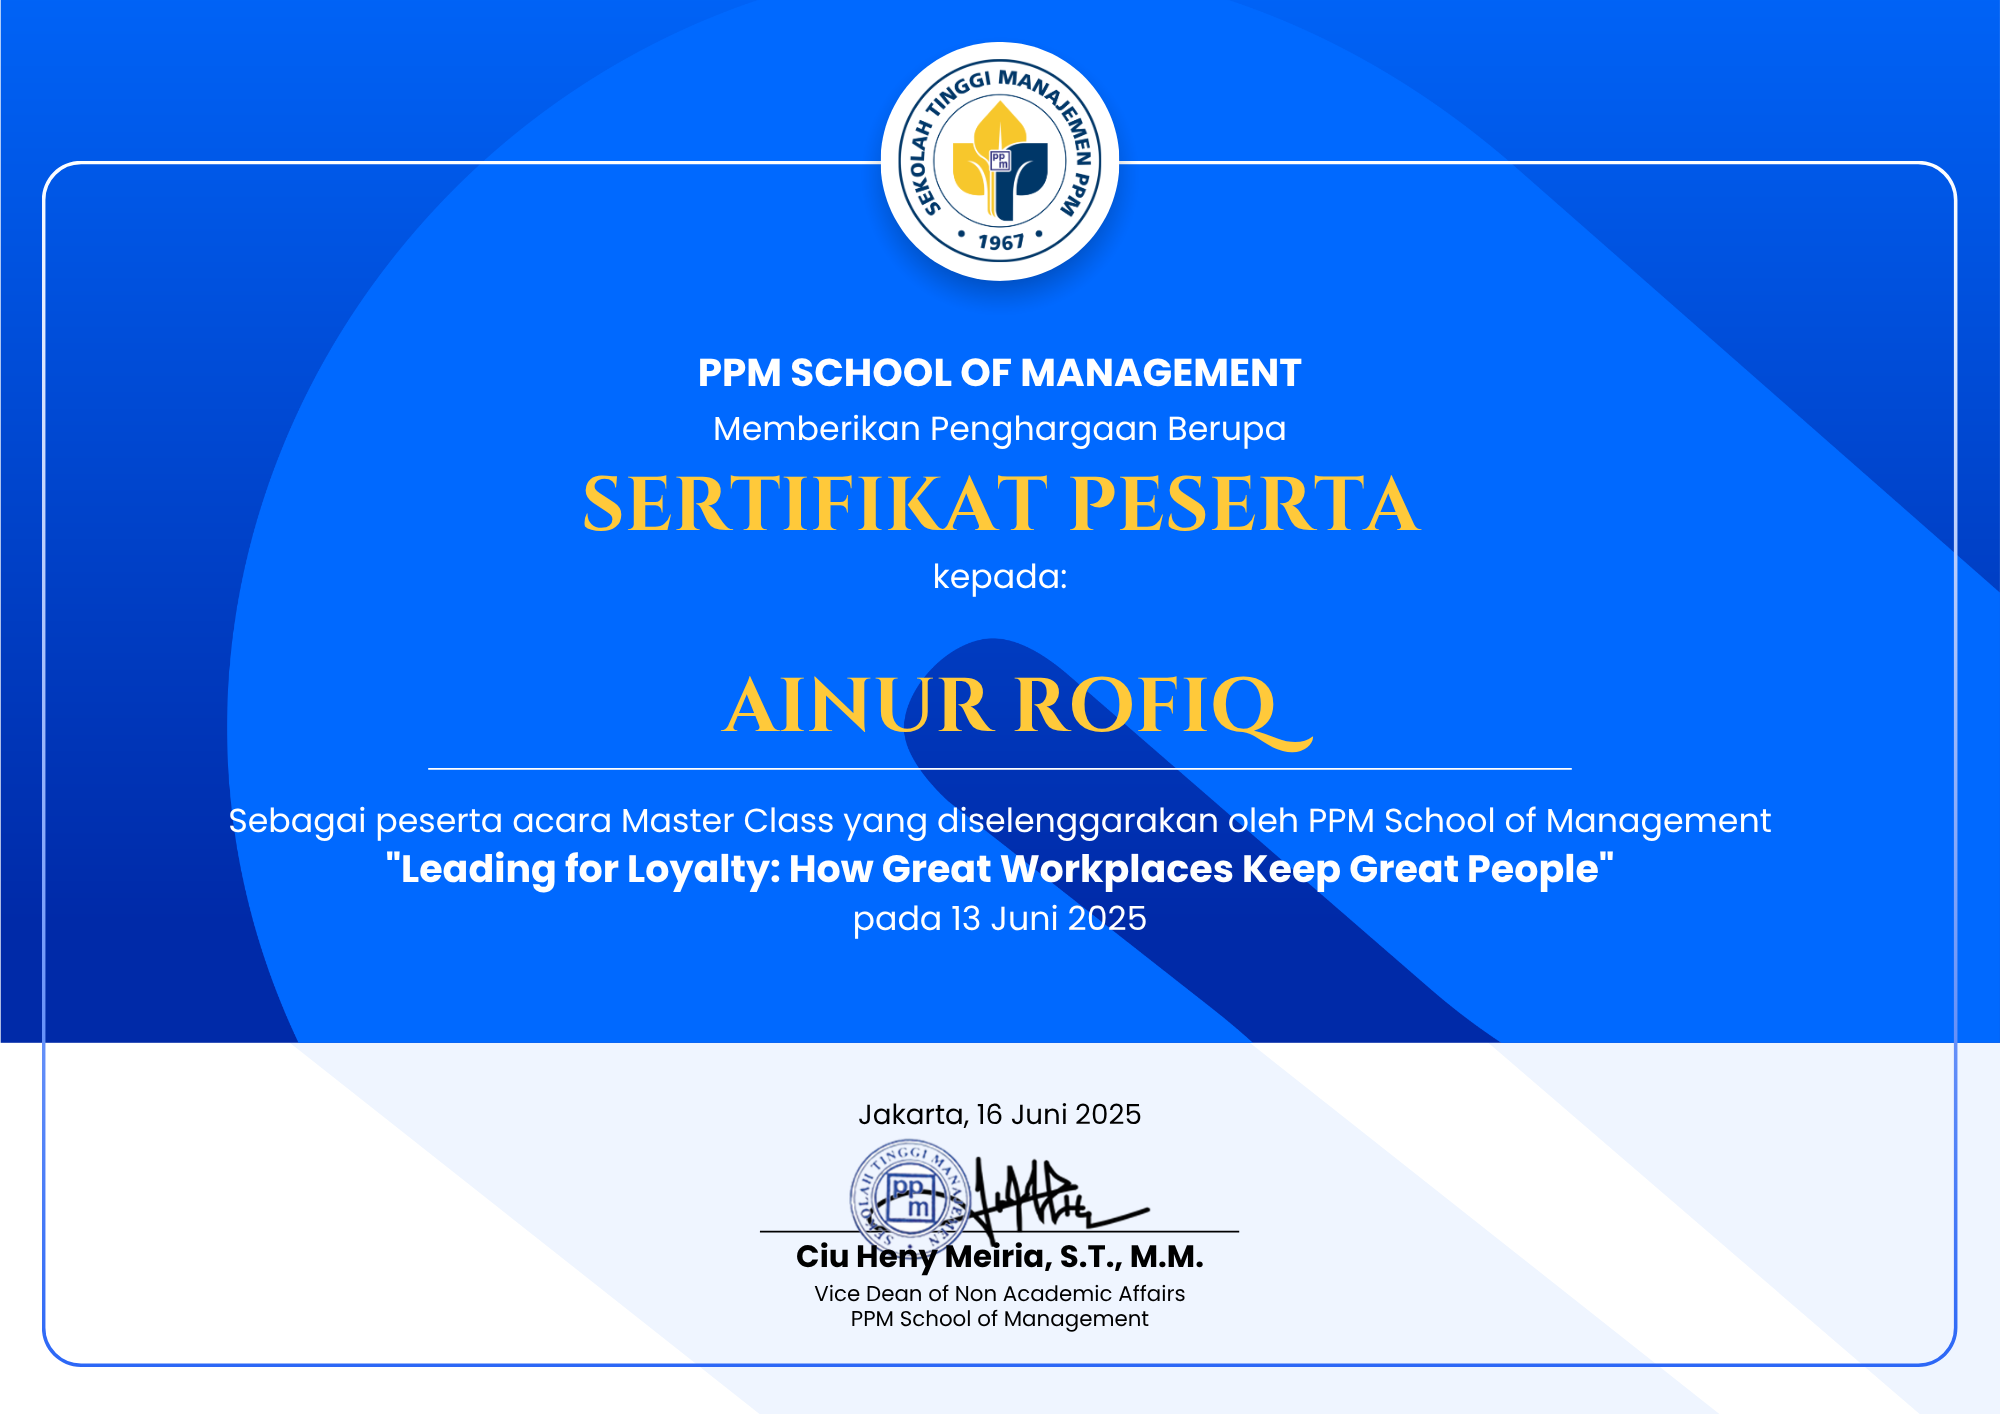 SEKOLAH TINGGI MANAJEMEN PPM
• 1967 •
ppm
PPM SCHOOL OF MANAGEMENT
Memberikan Penghargaan Berupa
SERTIFIKAT PESERTA
kepada:
AINUR ROFIQ
Sebagai peserta acara Master Class yang diselenggarakan oleh PPM School of Management
"Leading for Loyalty: How Great Workplaces Keep Great People"
pada 13 Juni 2025
Jakarta, 16 Juni 2025
SEKOLAH TINGGI MANAJEMEN
ppm
Ciu Heny Meiria, S.T., M.M.
Vice Dean of Non Academic Affairs
PPM School of Management